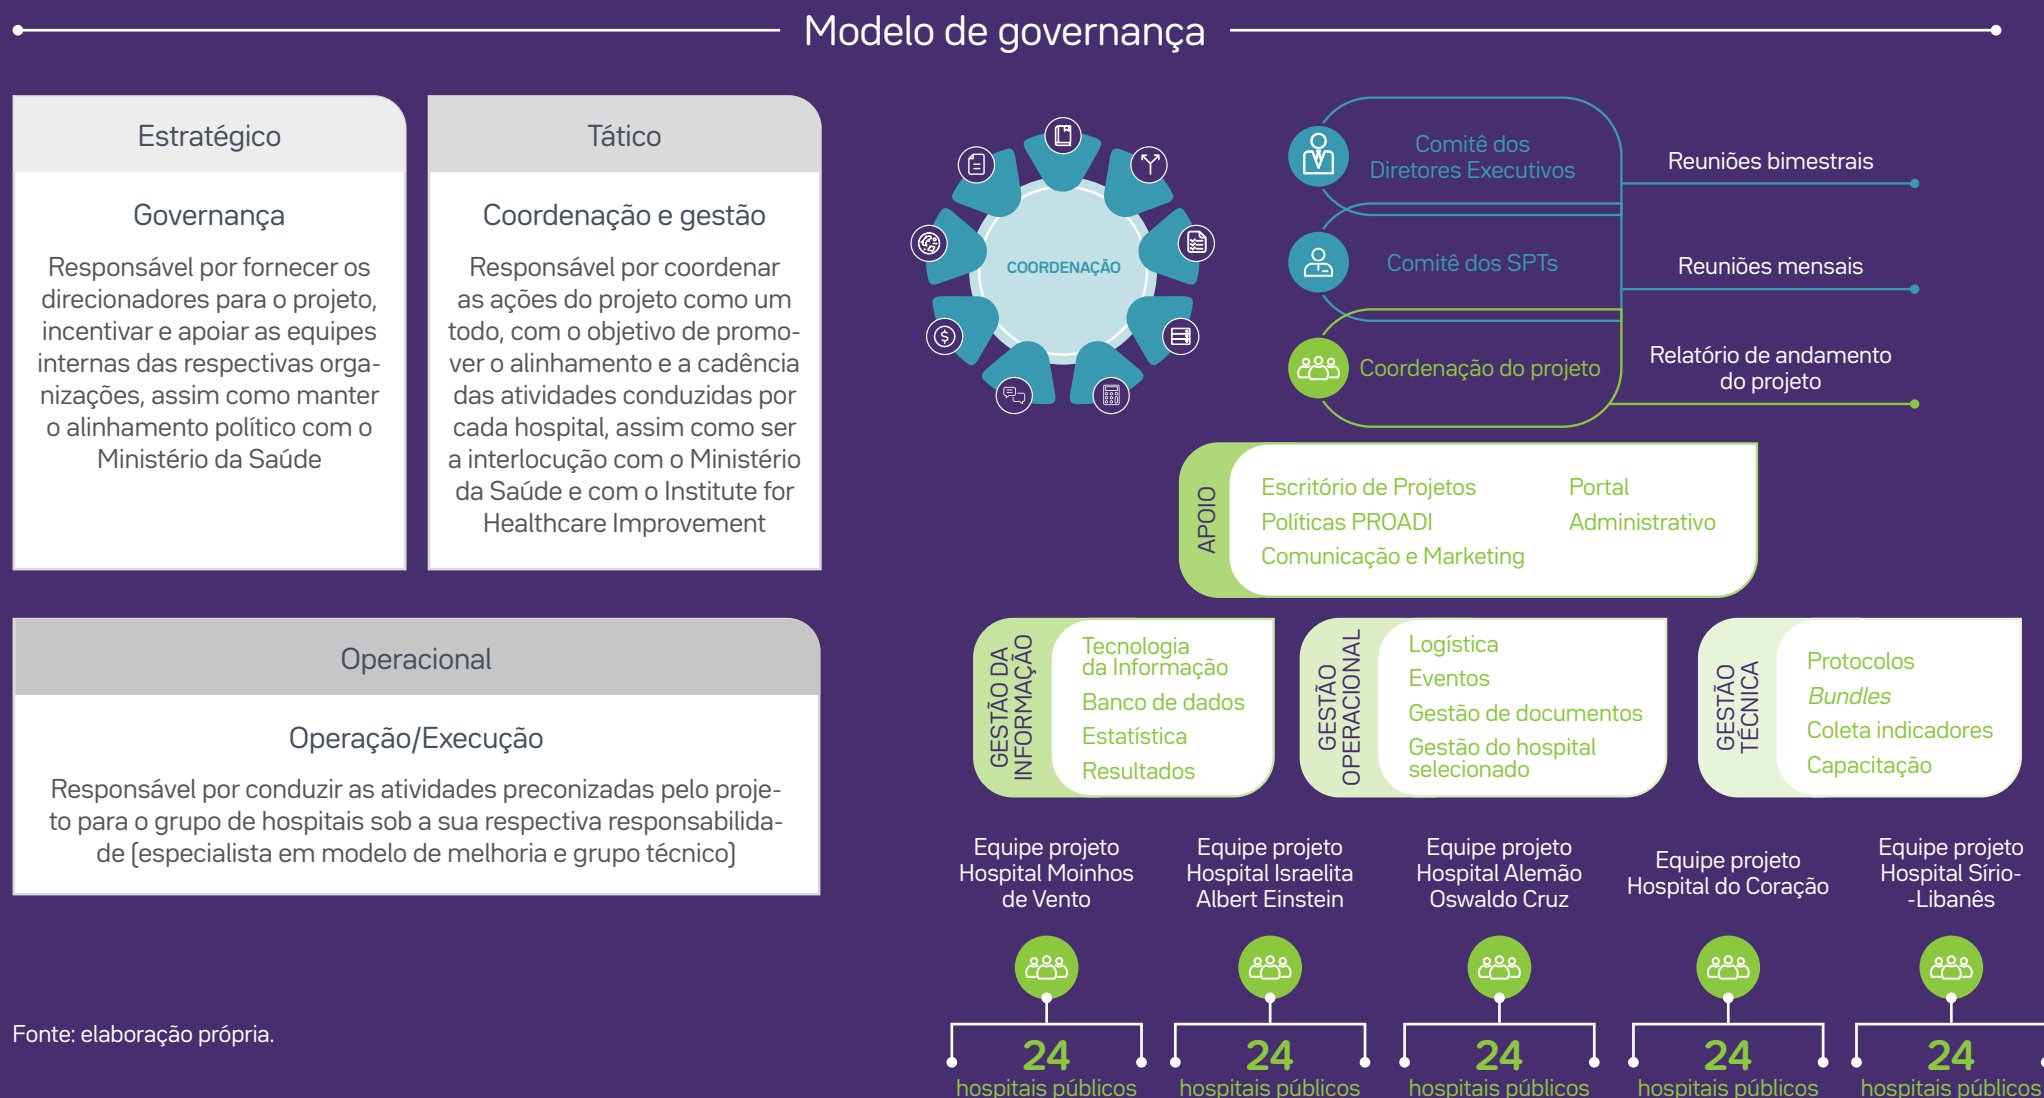 Modelo de governança
Estratégico
Governança
Responsável por fornecer os
direcionadores para o projeto,
incentivar e apoiar as equipes
internas das respectivas orga-
nizações, assim como manter
o alinhamento político com o
Ministério da Saúde
Tático
Coordenação e gestão
Responsável por coordenar
as ações do projeto como um
todo, com o objetivo de promo-
ver o alinhamento e a cadência
das atividades conduzidas por
cada hospital, assim como ser
a interlocução com o Ministério
da Saúde e com o Institute for
Healthcare Improvement
Operacional
Operação/Execução
Responsável por conduzir as atividades preconizadas pelo proje-
to para o grupo de hospitais sob a sua respectiva responsabilida-
de (especialista em modelo de melhoria e grupo técnico)
Fonte: elaboração própria.
COORDENAÇÃO
Comitê dos
Diretores Executivos
Reuniões bimestrais
Comitê dos SPTs
Reuniões mensais
Coordenação do projeto
Relatório de andamento
do projeto
APOIO
Escritório de Projetos
Políticas PROADI
Comunicação e Marketing
Portal
Administrativo
GESTÃO DA
INFORMAÇÃO
Tecnologia
da Informação
Banco de dados
Estatística
Resultados
GESTÃO
OPERACIONAL
Logística
Eventos
Gestão de documentos
Gestão do hospital
selecionado
GESTÃO
TÉCNICA
Protocolos
Bundles
Coleta indicadores
Capacitação
Equipe projeto
Hospital Moinhos
de Vento
24
hospitais públicos
Equipe projeto
Hospital Israelita
Albert Einstein
24
hospitais públicos
Equipe projeto
Hospital Alemão
Oswaldo Cruz
24
hospitais públicos
Equipe projeto
Hospital do Coração
24
hospitais públicos
Equipe projeto
Hospital Sírio-
-Libanês
24
hospitais públicos